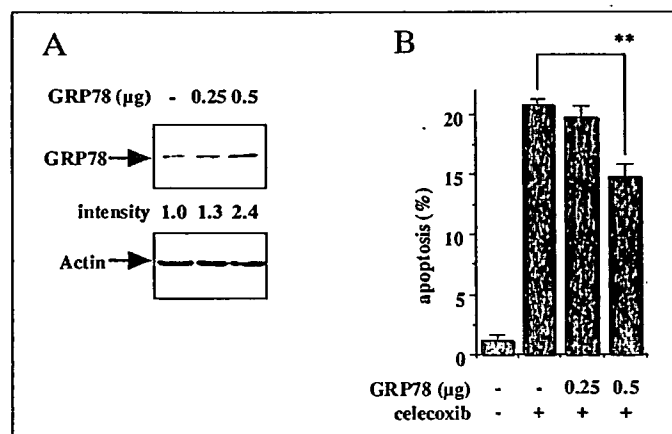 A
GRP78 (µg) - 0.25 0.5
GRP78
intensity 1.0 1.3 2.4
Actin
B
**
20
15
10
5
0
apoptosis (%)
GRP78 (µg) - - 0.25 0.5
celecoxib - + + +